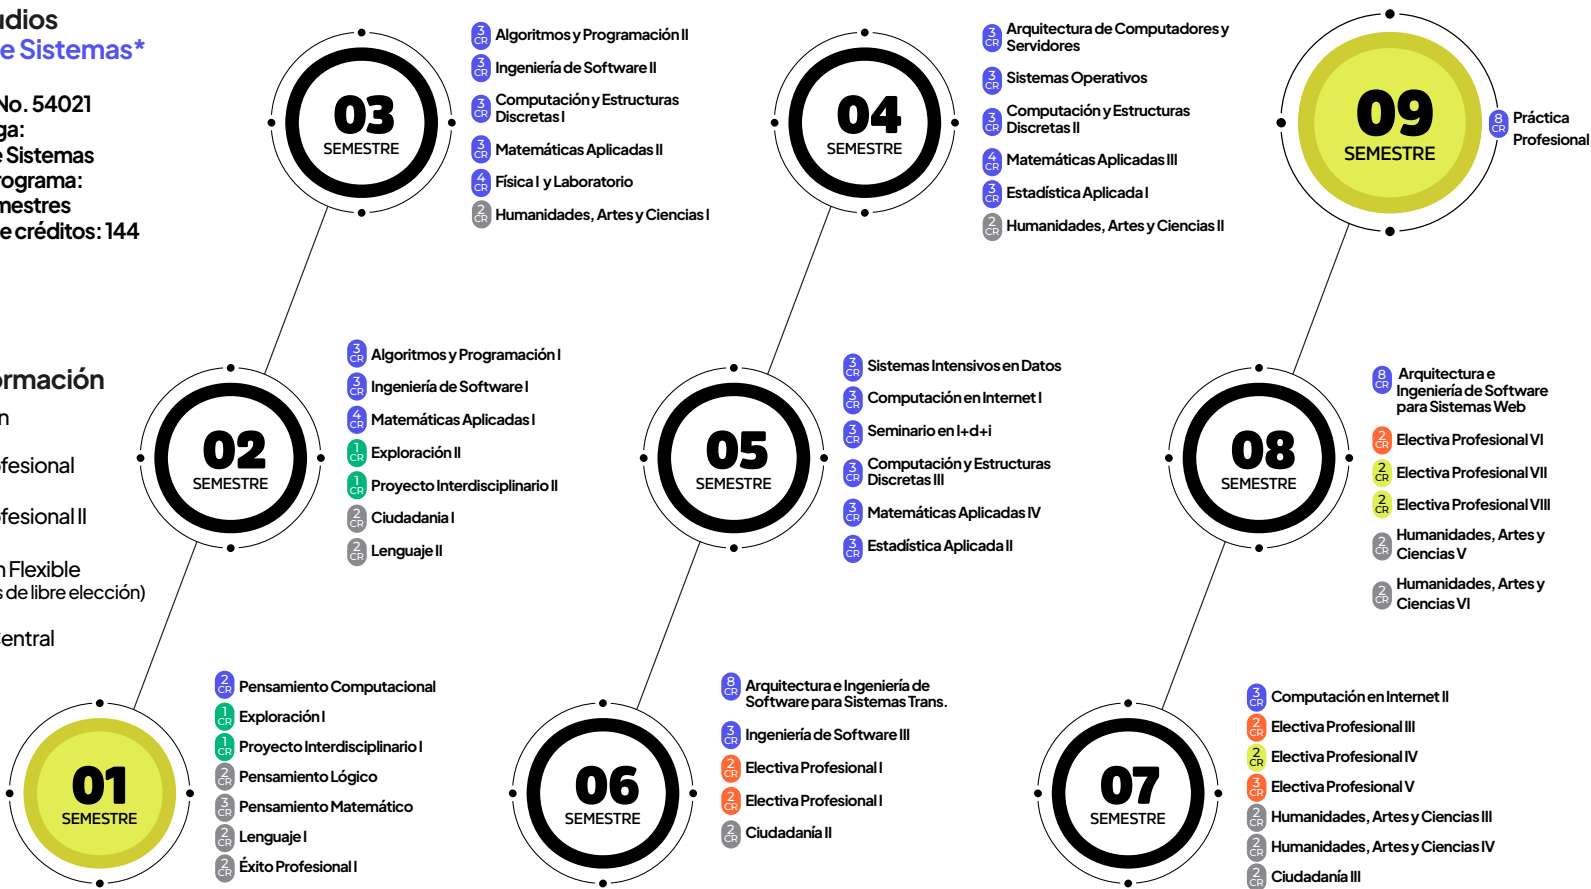 udios
e Sistemas*
No. 54021
ga:
e Sistemas
rograma:
mestres
e créditos: 144
ormación
n
ofesional
ofesional II
n Flexible
s de libre elección)
Central
03
SEMESTRE
3 CR Algoritmos y Programación II
3 CR Ingeniería de Software II
3 CR Computación y Estructuras
Discretas I
3 CR Matemáticas Aplicadas II
4 CR Física I y Laboratorio
2 CR Humanidades, Artes y Ciencias I
04
SEMESTRE
3 CR Arquitectura de Computadores y
Servidores
3 CR Sistemas Operativos
3 CR Computación y Estructuras
Discretas II
4 CR Matemáticas Aplicadas III
3 CR Estadística Aplicada I
2 CR Humanidades, Artes y Ciencias II
09
SEMESTRE
8 CR Práctica
Profesional
02
SEMESTRE
3 CR Algoritmos y Programación I
3 CR Ingeniería de Software I
4 CR Matemáticas Aplicadas I
1 CR Exploración II
1 CR Proyecto Interdisciplinario II
2 CR Ciudadania I
2 CR Lenguaje II
05
SEMESTRE
3 CR Sistemas Intensivos en Datos
3 CR Computación en Internet I
3 CR Seminario en I+d+i
3 CR Computación y Estructuras
Discretas III
3 CR Matemáticas Aplicadas IV
3 CR Estadística Aplicada II
08
SEMESTRE
8 CR Arquitectura e
Ingeniería de Software
para Sistemas Web
2 CR Electiva Profesional VI
2 CR Electiva Profesional VII
2 CR Electiva Profesional VIII
2 CR Humanidades, Artes y
Ciencias V
2 CR Humanidades, Artes y
Ciencias VI
01
SEMESTRE
2 CR Pensamiento Computacional
1 CR Exploración I
1 CR Proyecto Interdisciplinario I
2 CR Pensamiento Lógico
3 CR Pensamiento Matemático
2 CR Lenguaje I
2 CR Éxito Profesional I
06
SEMESTRE
8 CR Arquitectura e Ingeniería de
Software para Sistemas Trans.
3 CR Ingeniería de Software III
2 CR Electiva Profesional I
2 CR Electiva Profesional I
2 CR Ciudadanía II
07
SEMESTRE
3 CR Computación en Internet II
2 CR Electiva Profesional III
2 CR Electiva Profesional IV
3 CR Electiva Profesional V
2 CR Humanidades, Artes y Ciencias III
2 CR Humanidades, Artes y Ciencias IV
2 CR Ciudadanía III